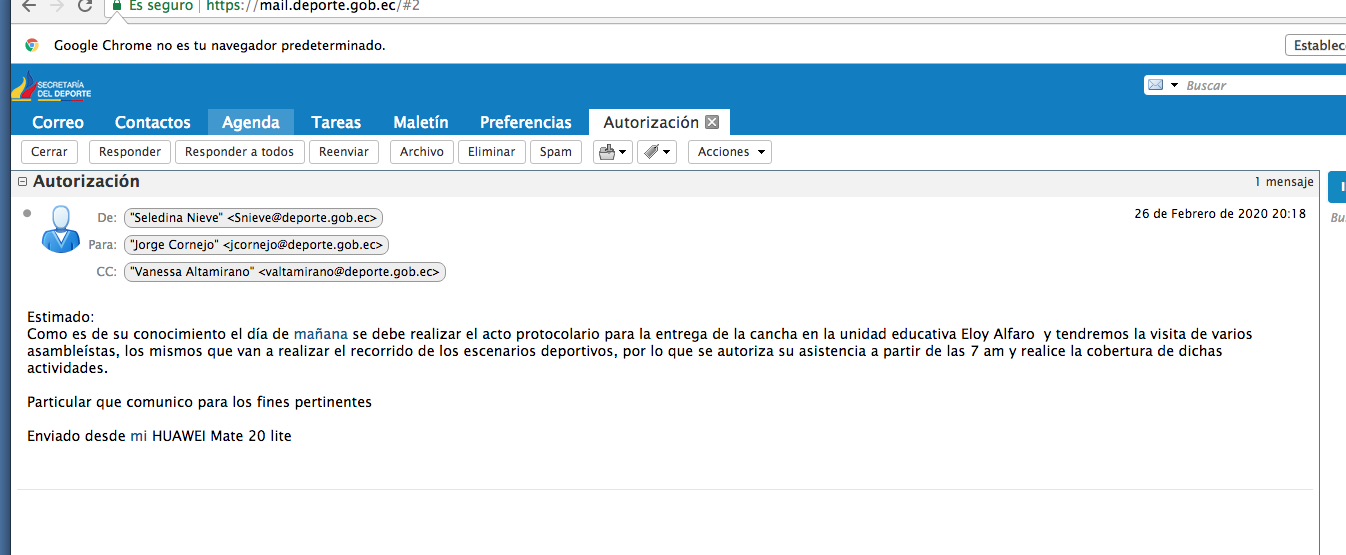 Es seguro | https://mail.deporte.gob.ec/#2
Google Chrome no es tu navegador predeterminado.
SECRETARÍA
DEL DEPORTE
Buscar
Correo Contactos Agenda Tareas Maletín Preferencias Autorización
Cerrar Responder Responder a todos Reenviar Archivo Eliminar Spam Acciones
Autorización 1 mensaje
De: "Seledina Nieve" <Snieve@deporte.gob.ec> 26 de Febrero de 2020 20:18
Para: "Jorge Cornejo" <jcornejo@deporte.gob.ec>
CC: "Vanessa Altamirano" <valtamirano@deporte.gob.ec>
Estimado:
Como es de su conocimiento el día de mañana se debe realizar el acto protocolario para la entrega de la cancha en la unidad educativa Eloy Alfaro y tendremos la visita de varios
asambleístas, los mismos que van a realizar el recorrido de los escenarios deportivos, por lo que se autoriza su asistencia a partir de las 7 am y realice la cobertura de dichas
actividades.
Particular que comunico para los fines pertinentes
Enviado desde mi HUAWEI Mate 20 lite